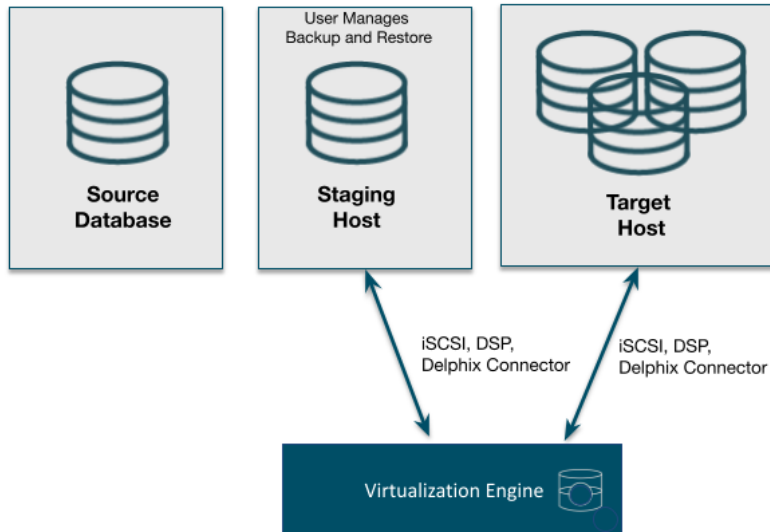 User Manages
Backup and Restore
Source
Database
Staging
Host
Target
Host
iSCSI, DSP,
Delphix Connector
iSCSI, DSP,
Delphix Connector
Virtualization Engine